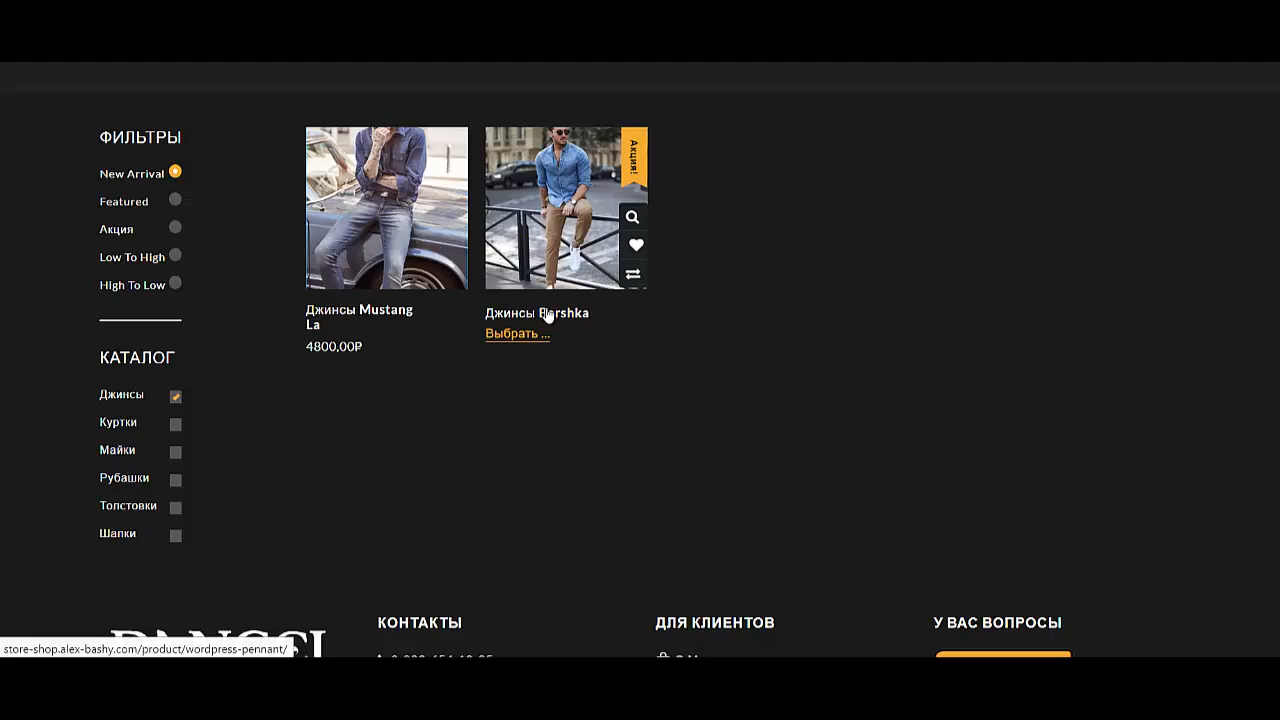 ФИЛЬТРЫ
New Arrival
Featured
Акция
Low To High
High To Low
КАТАЛОГ
Джинсы
Куртки
Майки
Рубашки
Толстовки
Шапки
Джинсы Mustang
La
4800,00₽
Акция!
Джинсы Bershka
Выбрать ...
КОНТАКТЫ
ДЛЯ КЛИЕНТОВ
У ВАС ВОПРОСЫ
store-shop.alex-bashy.com/product/wordpress-pennant/